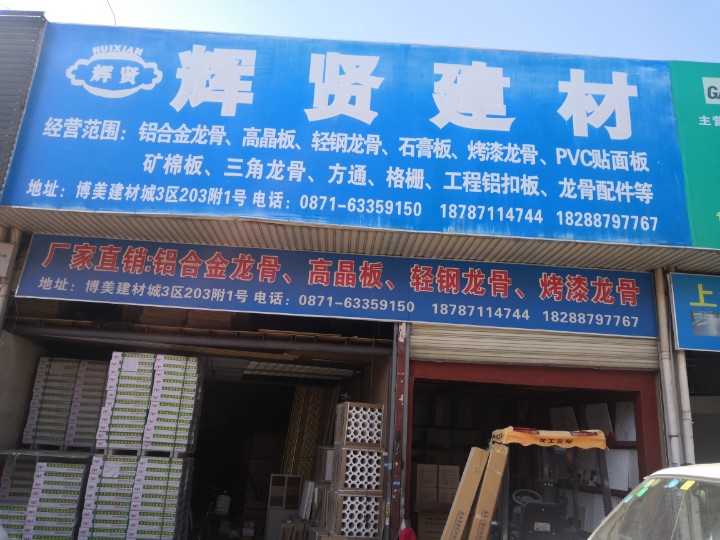 HUIXIAN
辉贤
辉贤建材
经营范围：铝合金龙骨、高晶板、轻钢龙骨、石膏板、烤漆龙骨、PVC贴面板
矿棉板、三角龙骨、方通、格栅、工程铝扣板、龙骨配件等
地址：博美建材城3区203附1号 电话：0871-63359150 18787114744 18288797767
GA
主营
厂家直销:铝合金龙骨、高晶板、轻钢龙骨、烤漆龙骨
地址：博美建材城3区203附1号 电话：0871-63359150 18787114744 18288797767
上